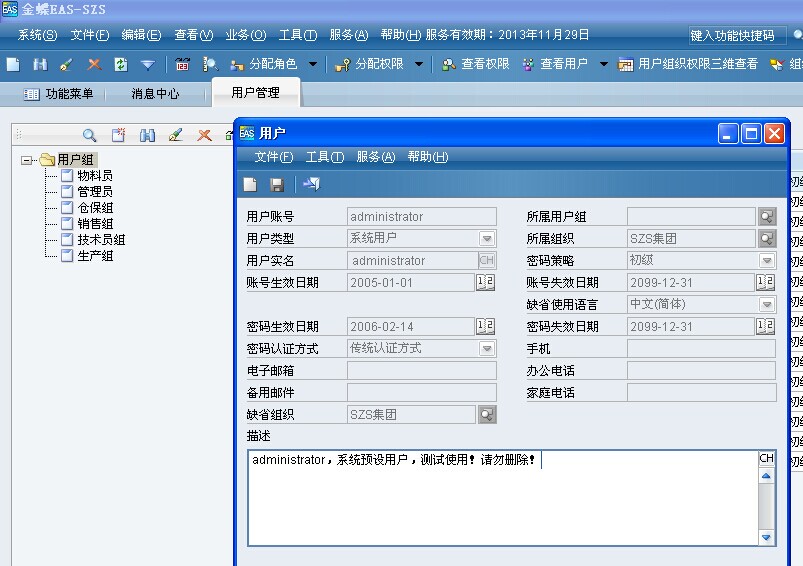 金蝶EAS-SZS
系统(S) 文件(F) 编辑(E) 查看(V) 业务(O) 工具(T) 服务(A) 帮助(H) 服务有效期：2013年11月29日 键入功能快捷码
分配角色 分配权限 查看权限 查看用户 用户组织权限三维查看
功能菜单 消息中心 用户管理
用户组
物料员
管理员
仓保组
销售组
技术员组
生产组
EAS 用户
文件(F) 工具(T) 服务(A) 帮助(H)
用户账号 administrator 所属用户组
用户类型 系统用户 所属组织 SZS集团
用户实名 administrator CH 密码策略 初级
账号生效日期 2005-01-01 12 账号失效日期 2099-12-31 12
缺省使用语言 中文(简体)
密码生效日期 2006-02-14 12 密码失效日期 2099-12-31 12
密码认证方式 传统认证方式 手机
电子邮箱 办公电话
备用邮件 家庭电话
缺省组织 SZS集团
描述
administrator，系统预设用户，测试使用！请勿删除！ CH